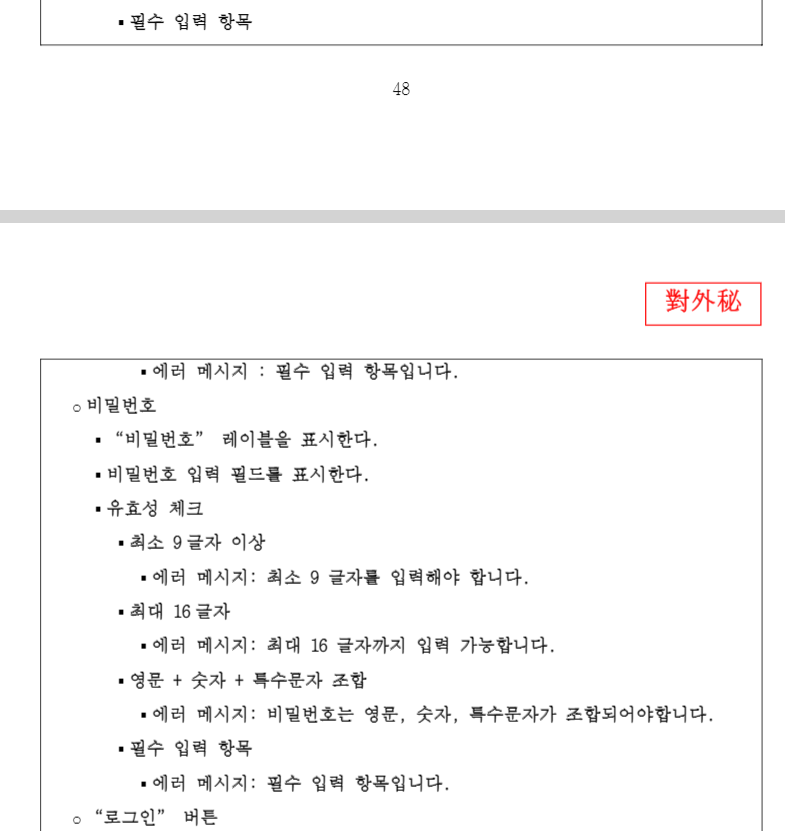 ▪필수 입력 항목
48
對外秘
▪에러 메시지 : 필수 입력 항목입니다.
○비밀번호
▪“비밀번호” 레이블을 표시한다.
▪비밀번호 입력 필드를 표시한다.
▪유효성 체크
▪최소 9글자 이상
▪에러 메시지: 최소 9 글자를 입력해야 합니다.
▪최대 16글자
▪에러 메시지: 최대 16 글자까지 입력 가능합니다.
▪영문 + 숫자 + 특수문자 조합
▪에러 메시지: 비밀번호는 영문, 숫자, 특수문자가 조합되어야합니다.
▪필수 입력 항목
▪에러 메시지: 필수 입력 항목입니다.
○“로그인” 버튼